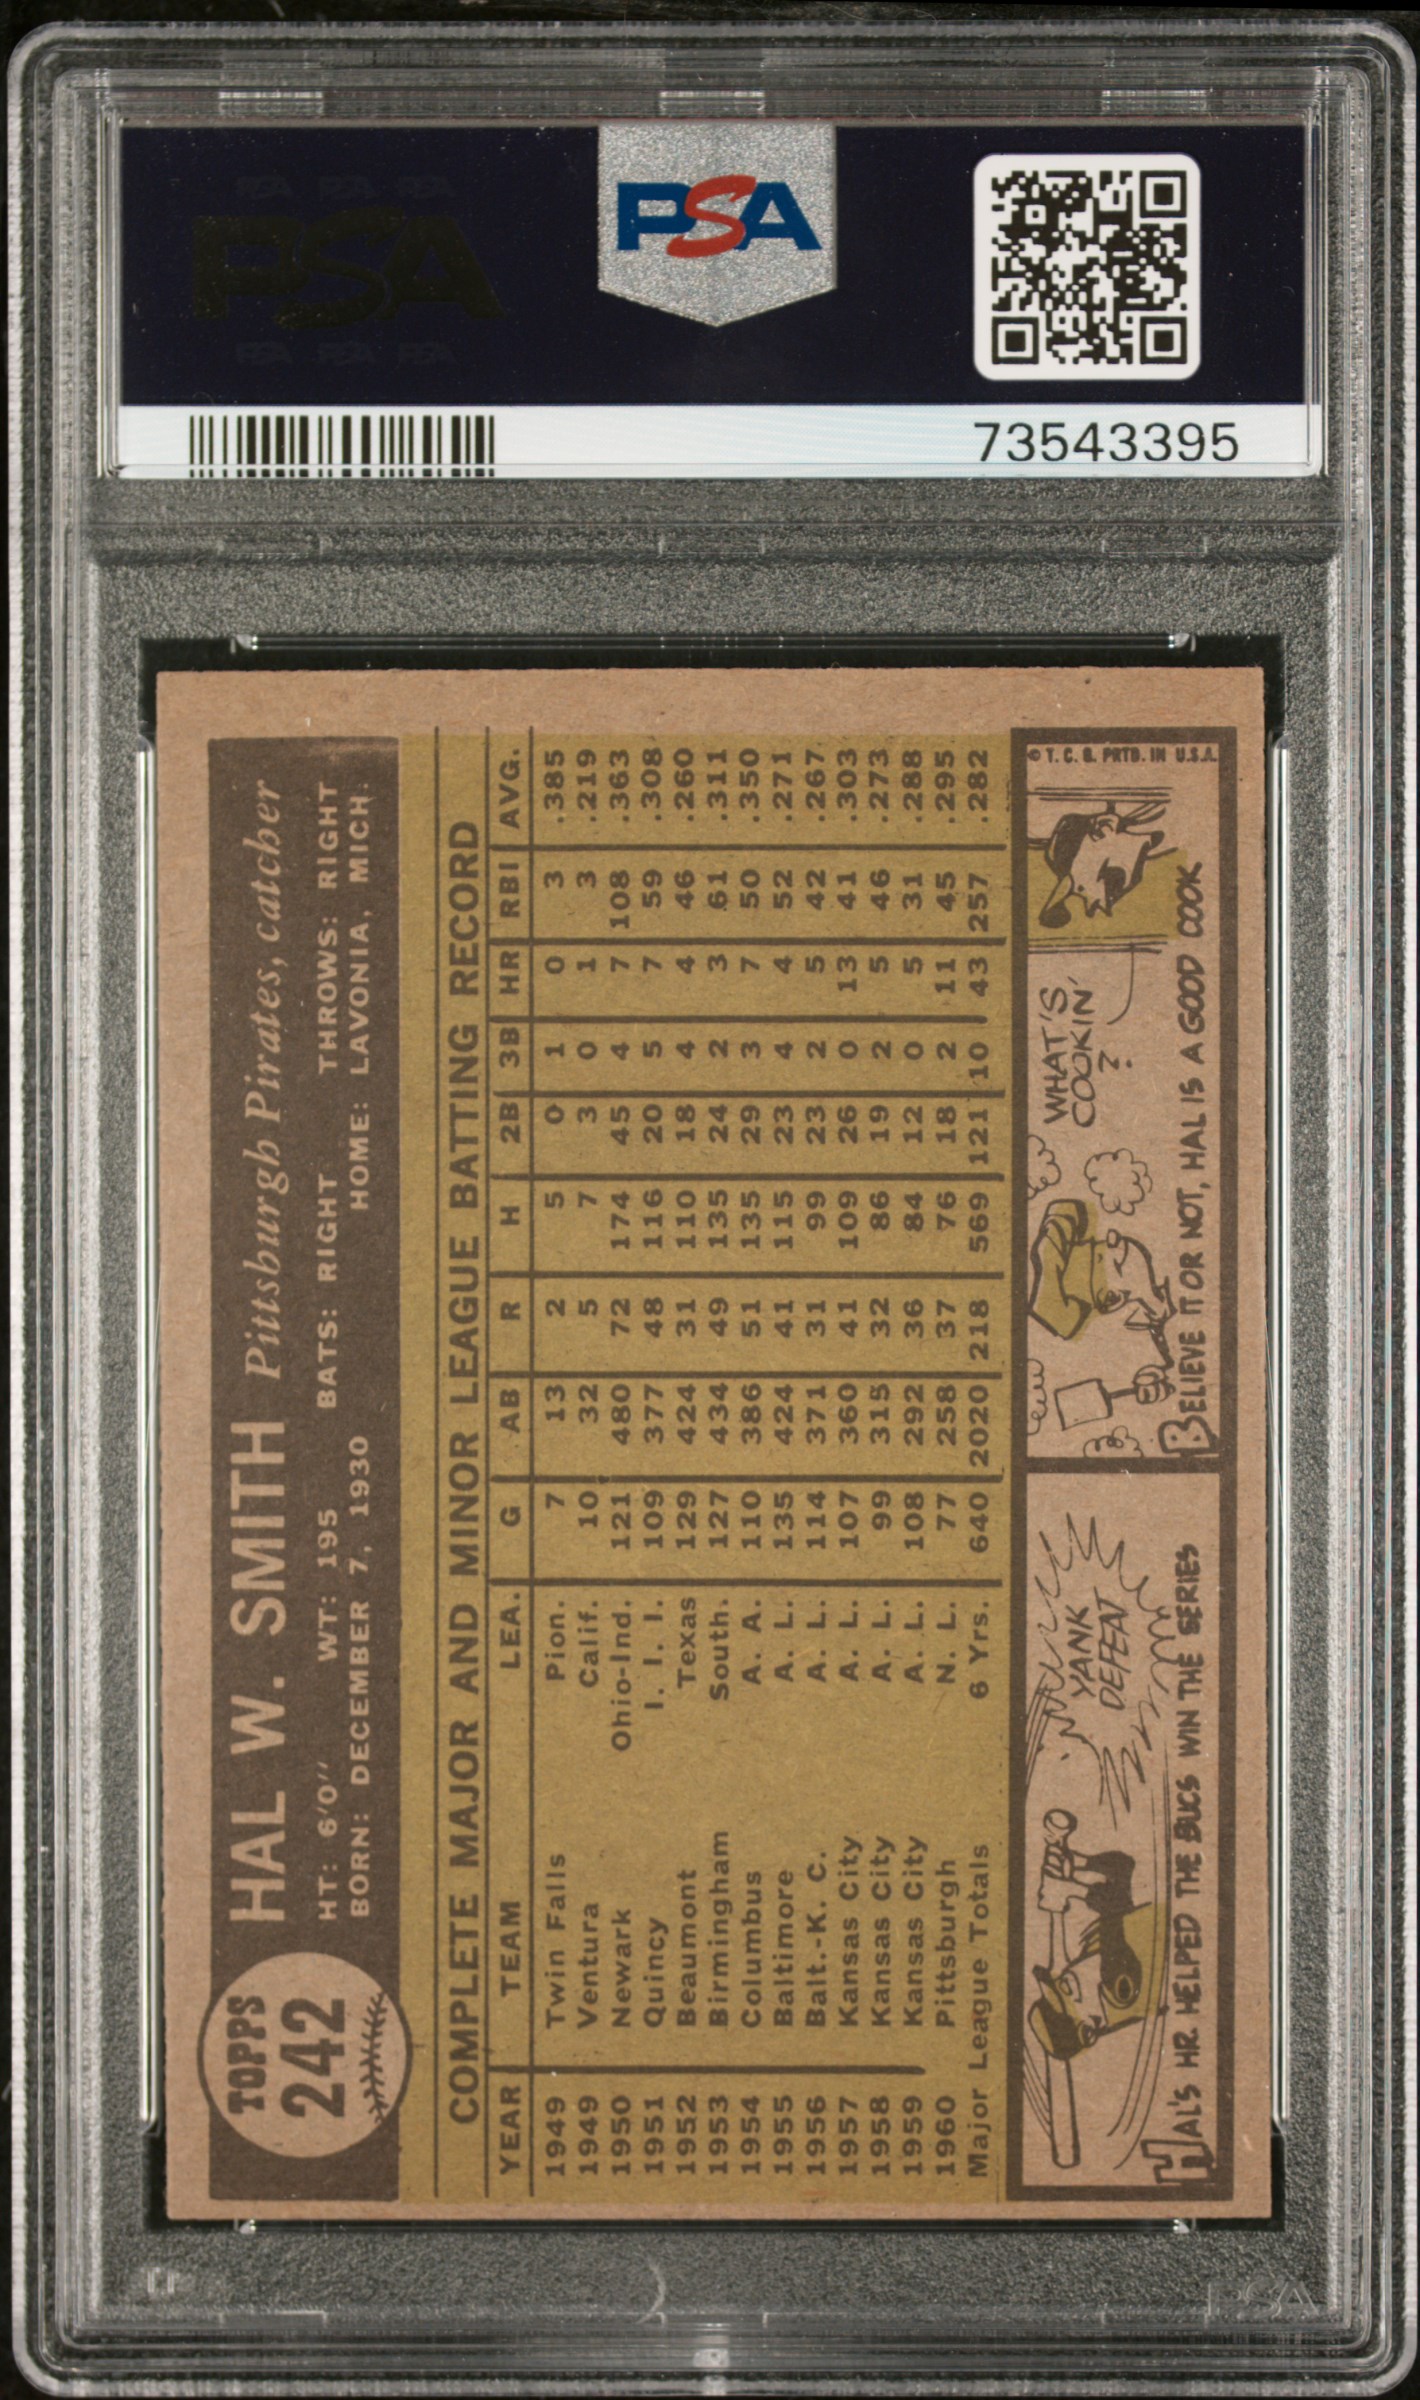 PSA
PSA
73543395
TOPPS
242
HAL W. SMITH Pittsburgh Pirates, catcher
HT: 6'0" WT: 195 BATS: RIGHT THROWS: RIGHT
BORN: DECEMBER 7, 1930 HOME: LAVONIA, MICH.
COMPLETE MAJOR AND MINOR LEAGUE BATTING RECORD
YEAR TEAM LEA. G AB R H 2B 3B HR RBI AVG.
1949 Twin Falls Pion. 7 13 2 5 0 1 0 3 .385
1949 Ventura Calif. 10 32 5 7 3 0 1 3 .219
1950 Newark Ohio-Ind. 121 480 72 174 45 4 7 108 .363
1951 Quincy I. I. I. 109 377 48 116 20 5 7 59 .308
1952 Beaumont Texas 129 424 31 110 18 4 4 46 .260
1953 Birmingham South. 127 434 49 135 24 2 3 61 .311
1954 Columbus A. A. 110 386 51 135 29 3 7 50 .350
1955 Baltimore A. L. 135 424 41 115 23 4 4 52 .271
1956 Balt.-K. C. A. L. 114 371 31 99 23 2 5 42 .267
1957 Kansas City A. L. 107 360 41 109 26 0 13 41 .303
1958 Kansas City A. L. 99 315 32 86 19 2 5 46 .273
1959 Kansas City A. L. 108 292 36 84 12 0 5 31 .288
1960 Pittsburgh N. L. 77 258 37 76 18 2 11 45 .295
Major League Totals 6 Yrs. 640 2020 218 569 121 10 43 257 .282
YANK
DEFEAT
HAL'S HR. HELPED THE BUCS WIN THE SERIES
WHAT'S
COOKIN'
?
BELIEVE IT OR NOT, HAL IS A GOOD COOK
© T. C. G. PRTD. IN U.S.A.
PSA